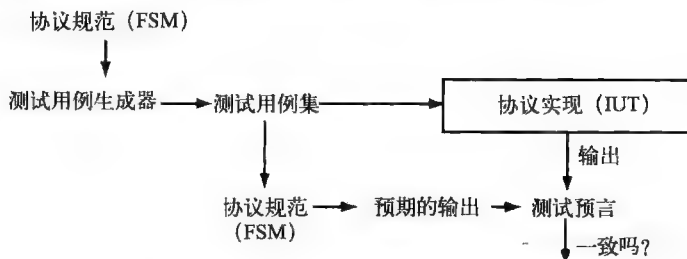 协议规范（FSM）
测试用例生成器
测试用例集
协议实现（IUT）
输出
协议规范
（FSM）
预期的输出
测试预言
一致吗？